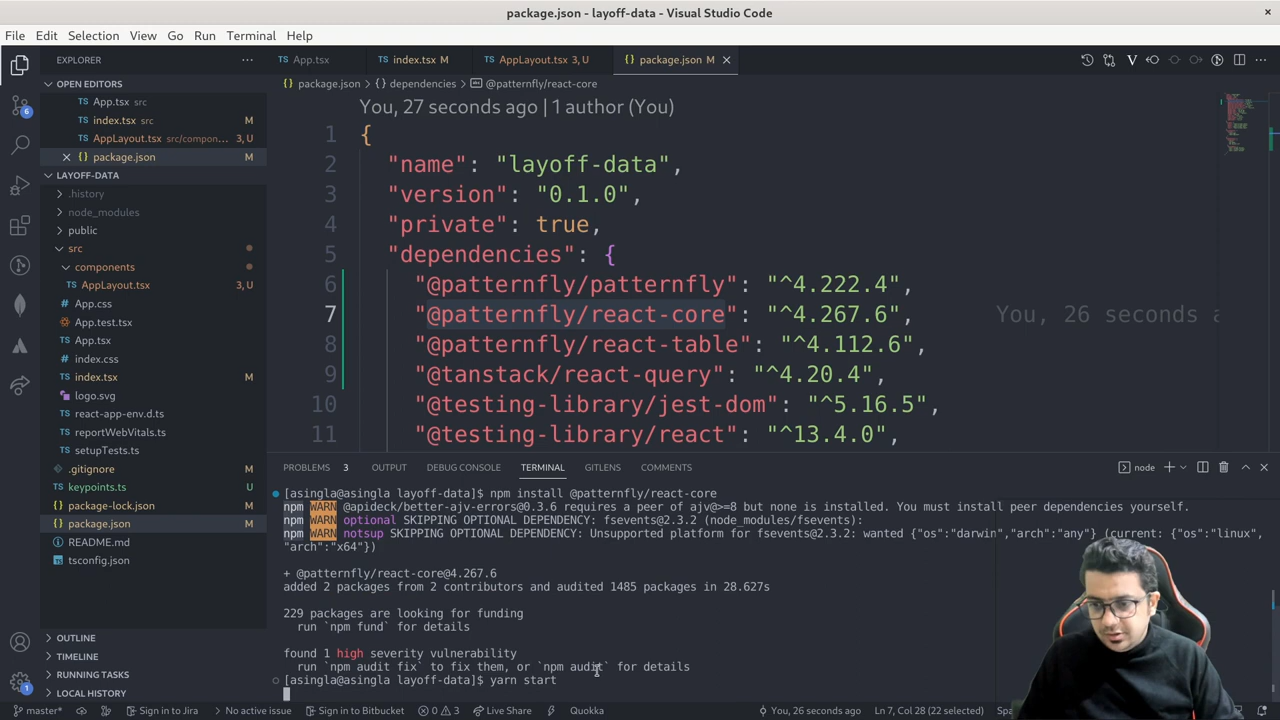 package.json - layoff-data - Visual Studio Code
File Edit Selection View Go Run Terminal Help
EXPLORER
App.tsx
index.tsx M
AppLayout.tsx 3, U
package.json M
OPEN EDITORS
App.tsx src
index.tsx src M
AppLayout.tsx src/compon... 3, U
package.json M
LAYOFF-DATA
.history
node_modules
public
src
components
AppLayout.tsx 3, U
App.css
App.test.tsx
App.tsx
index.css
index.tsx M
logo.svg
react-app-env.d.ts
reportWebVitals.ts
setupTests.ts
.gitignore M
keypoints.ts U
package-lock.json M
package.json M
README.md
tsconfig.json
OUTLINE
TIMELINE
RUNNING TASKS
LOCAL HISTORY
package.json > {} dependencies > @patternfly/react-core
You, 27 seconds ago | 1 author (You)
1 {
2 "name": "layoff-data",
3 "version": "0.1.0",
4 "private": true,
5 "dependencies": {
6 "@patternfly/patternfly": "^4.222.4",
7 "@patternfly/react-core": "^4.267.6", You, 26 seconds a
8 "@patternfly/react-table": "^4.112.6",
9 "@tanstack/react-query": "^4.20.4",
10 "@testing-library/jest-dom": "^5.16.5",
11 "@testing-library/react": "^13.4.0",
PROBLEMS 3 OUTPUT DEBUG CONSOLE TERMINAL GITLENS COMMENTS node
[asingla@asingla layoff-data]$ npm install @patternfly/react-core
npm WARN @apideck/better-ajv-errors@0.3.6 requires a peer of ajv@>=8 but none is installed. You must install peer dependencies yourself.
npm WARN optional SKIPPING OPTIONAL DEPENDENCY: fsevents@2.3.2 (node_modules/fsevents):
npm WARN notsup SKIPPING OPTIONAL DEPENDENCY: Unsupported platform for fsevents@2.3.2: wanted {"os":"darwin","arch":"any"} (current: {"os":"linux",
"arch":"x64"})
+ @patternfly/react-core@4.267.6
added 2 packages from 2 contributors and audited 1485 packages in 28.627s
229 packages are looking for funding
run `npm fund` for details
found 1 high severity vulnerability
run `npm audit fix` to fix them, or `npm audit` for details
[asingla@asingla layoff-data]$ yarn start
master* Sign in to Jira No active issue Sign in to Bitbucket 0 3 Live Share Quokka You, 26 seconds ago Ln 7, Col 28 (22 selected)